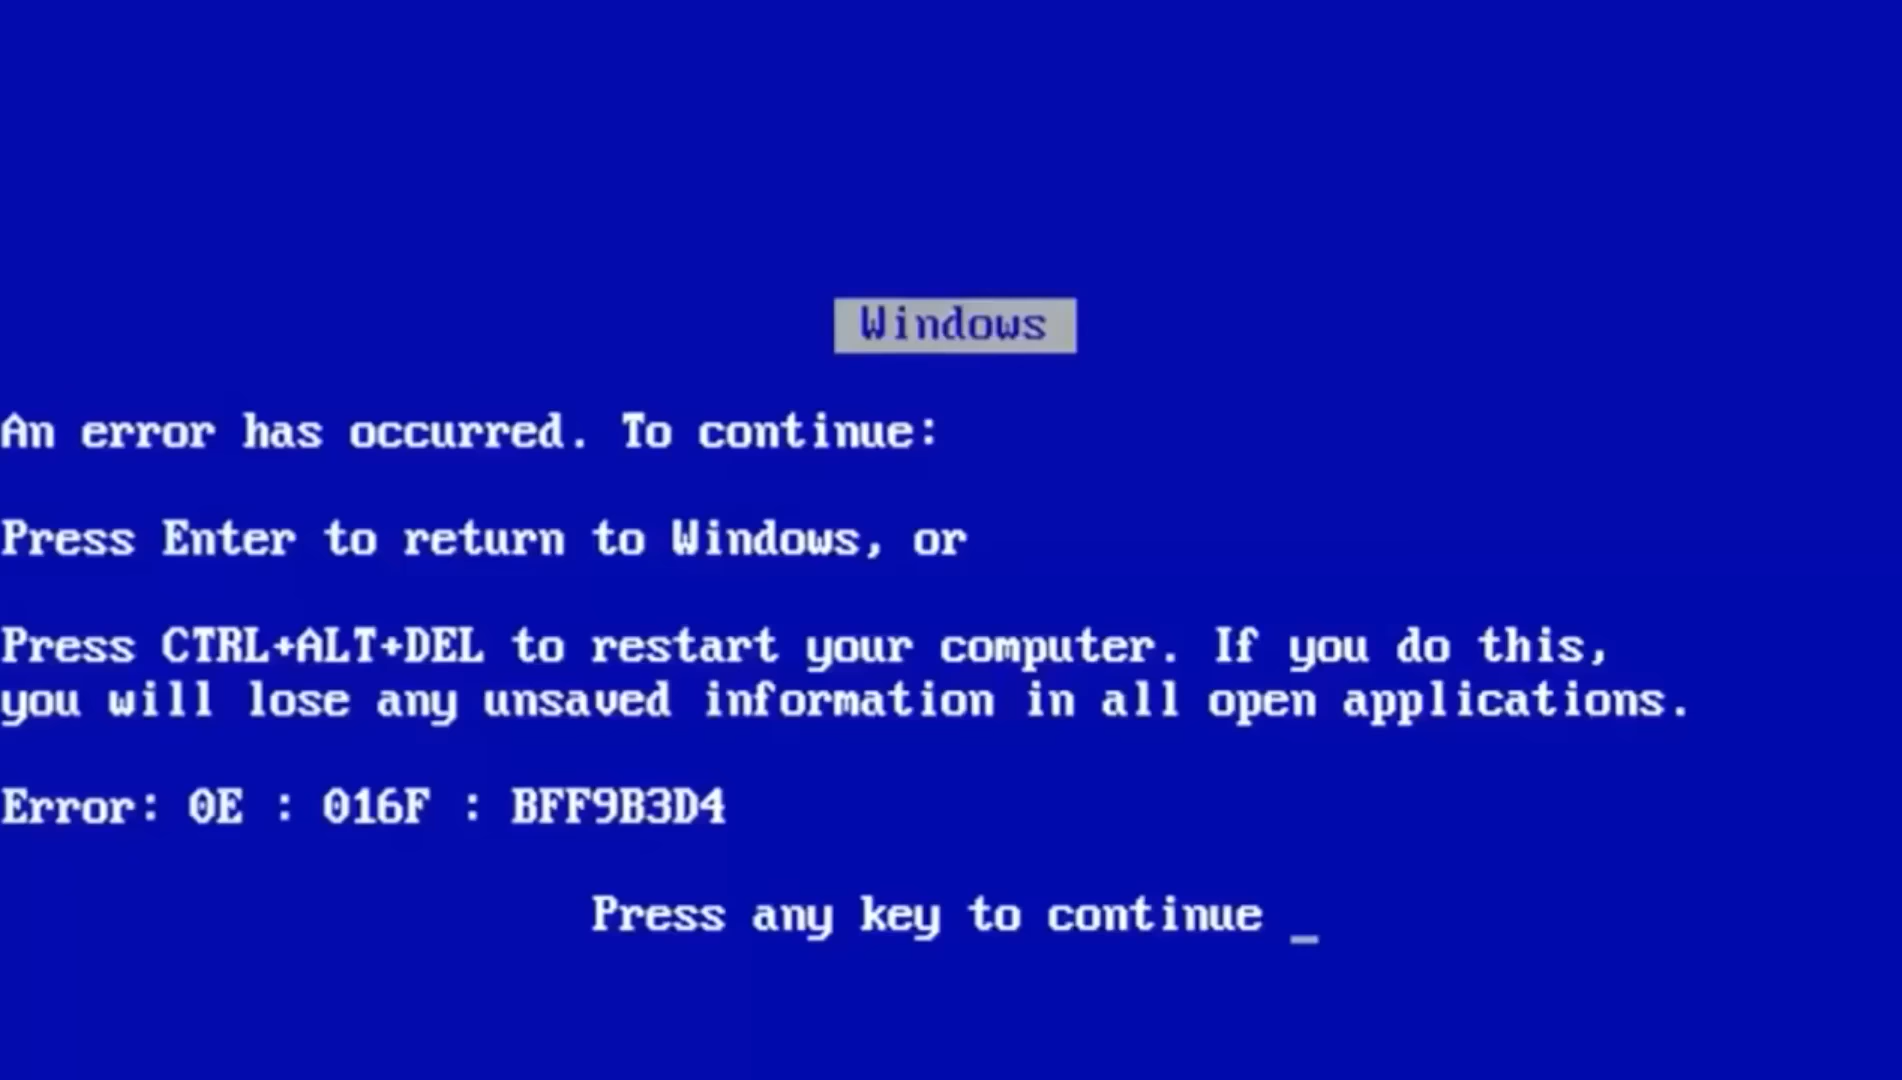 Windows
An error has occurred. To continue:
Press Enter to return to Windows, or
Press CTRL+ALT+DEL to restart your computer. If you do this,
you will lose any unsaved information in all open applications.
Error: 0E : 016F : BFF9B3D4
Press any key to continue _